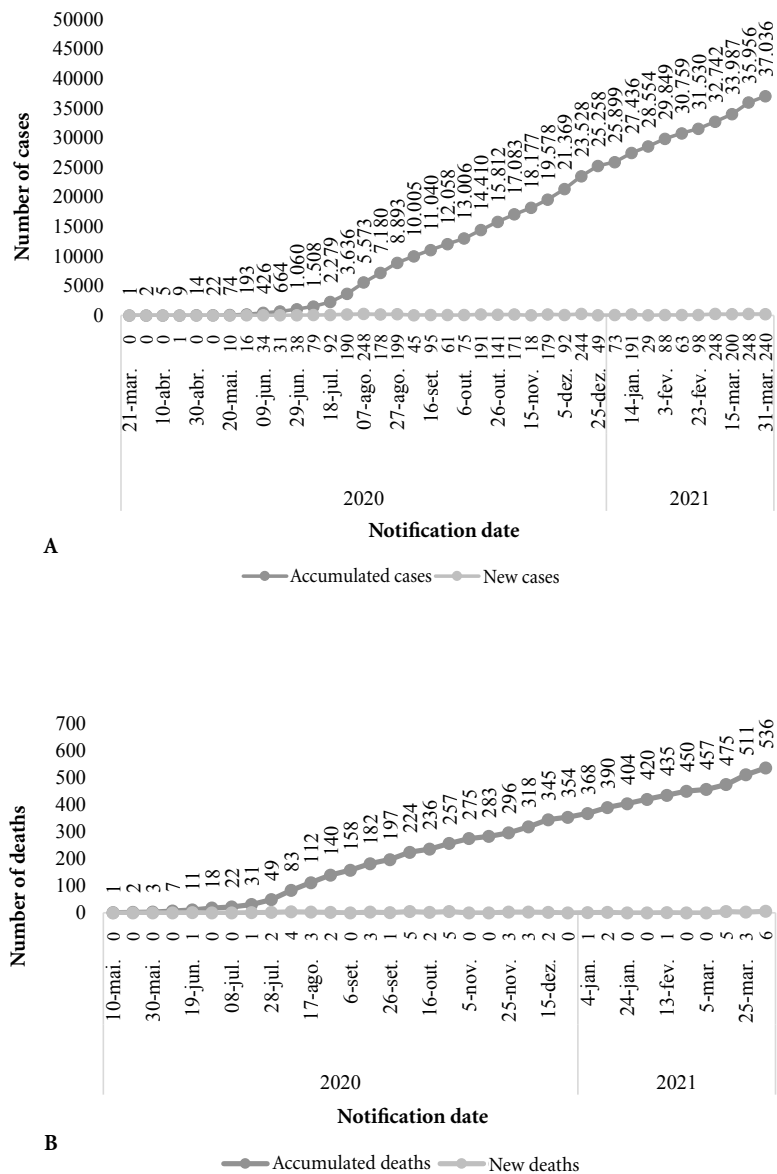 50000
45000
40000
35000
30000
25000
20000
15000
10000
5000
0
Number of cases
1 2 5 9 14 22 74 193 426 664 1.060 1.508 2.279 3.636 5.573 7.180 8.893 10.005 11.040 12.058 13.006 14.410 15.812 17.083 18.177 19.578 21.369 23.528 25.258 25.899 27.436 28.554 29.849 30.759 31.530 32.742 33.987 35.956 37.036
0 0 0 1 0 0 10 16 34 31 38 79 92 190 248 178 199 45 95 61 75 191 141 171 18 179 92 244 49 73 191 29 88 63 98 248 200 248 240
21-mar. 10-abr. 30-abr. 20-mai. 09-jun. 29-jun. 18-jul. 07-ago. 27-ago. 16-set. 6-out. 26-out. 15-nov. 5-dez. 25-dez. 14-jan. 3-fev. 23-fev. 15-mar. 31-mar.
2020 2021
Notification date
A
Accumulated cases New cases
700
600
500
400
300
200
100
0
Number of deaths
1 2 3 7 11 18 22 31 49 83 112 140 158 182 197 224 236 257 275 283 296 318 345 354 368 390 404 420 435 450 457 475 511 536
0 0 0 0 1 0 0 1 2 4 3 2 0 3 1 5 2 5 0 0 3 3 2 0 1 2 0 0 1 0 0 5 3 6
10-mai. 30-mai. 19-jun. 08-jul. 28-jul. 17-ago. 6-set. 26-set. 16-out. 5-nov. 25-nov. 15-dez. 4-jan. 24-jan. 13-fev. 5-mar. 25-mar.
2020 2021
Notification date
B
Accumulated deaths New deaths